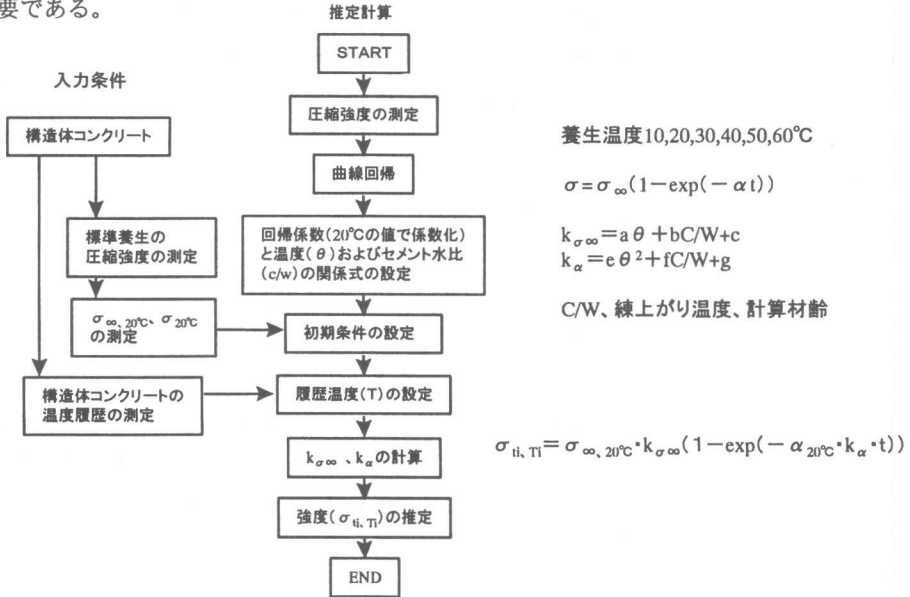 要である。
推定計算
START
入力条件
圧縮強度の測定
構造体コンクリート
養生温度10,20,30,40,50,60℃
曲線回帰
σ=σ∞(1-exp(-αt))
標準養生の
圧縮強度の測定
回帰係数(20℃の値で係数化)
と温度(θ)およびセメント水比
(c/w)の関係式の設定
kσ∞=aθ+bC/W+c
kα=eθ²+fC/W+g
σ∞、20℃、σ20℃
の測定
初期条件の設定
C/W、練上がり温度、計算材齢
構造体コンクリートの
温度履歴の測定
履歴温度(T)の設定
kσ∞、kαの計算
σti、Ti=σ∞、20℃・kσ∞(1-exp(-α20℃・kα・t))
強度(σti、Ti)の推定
END